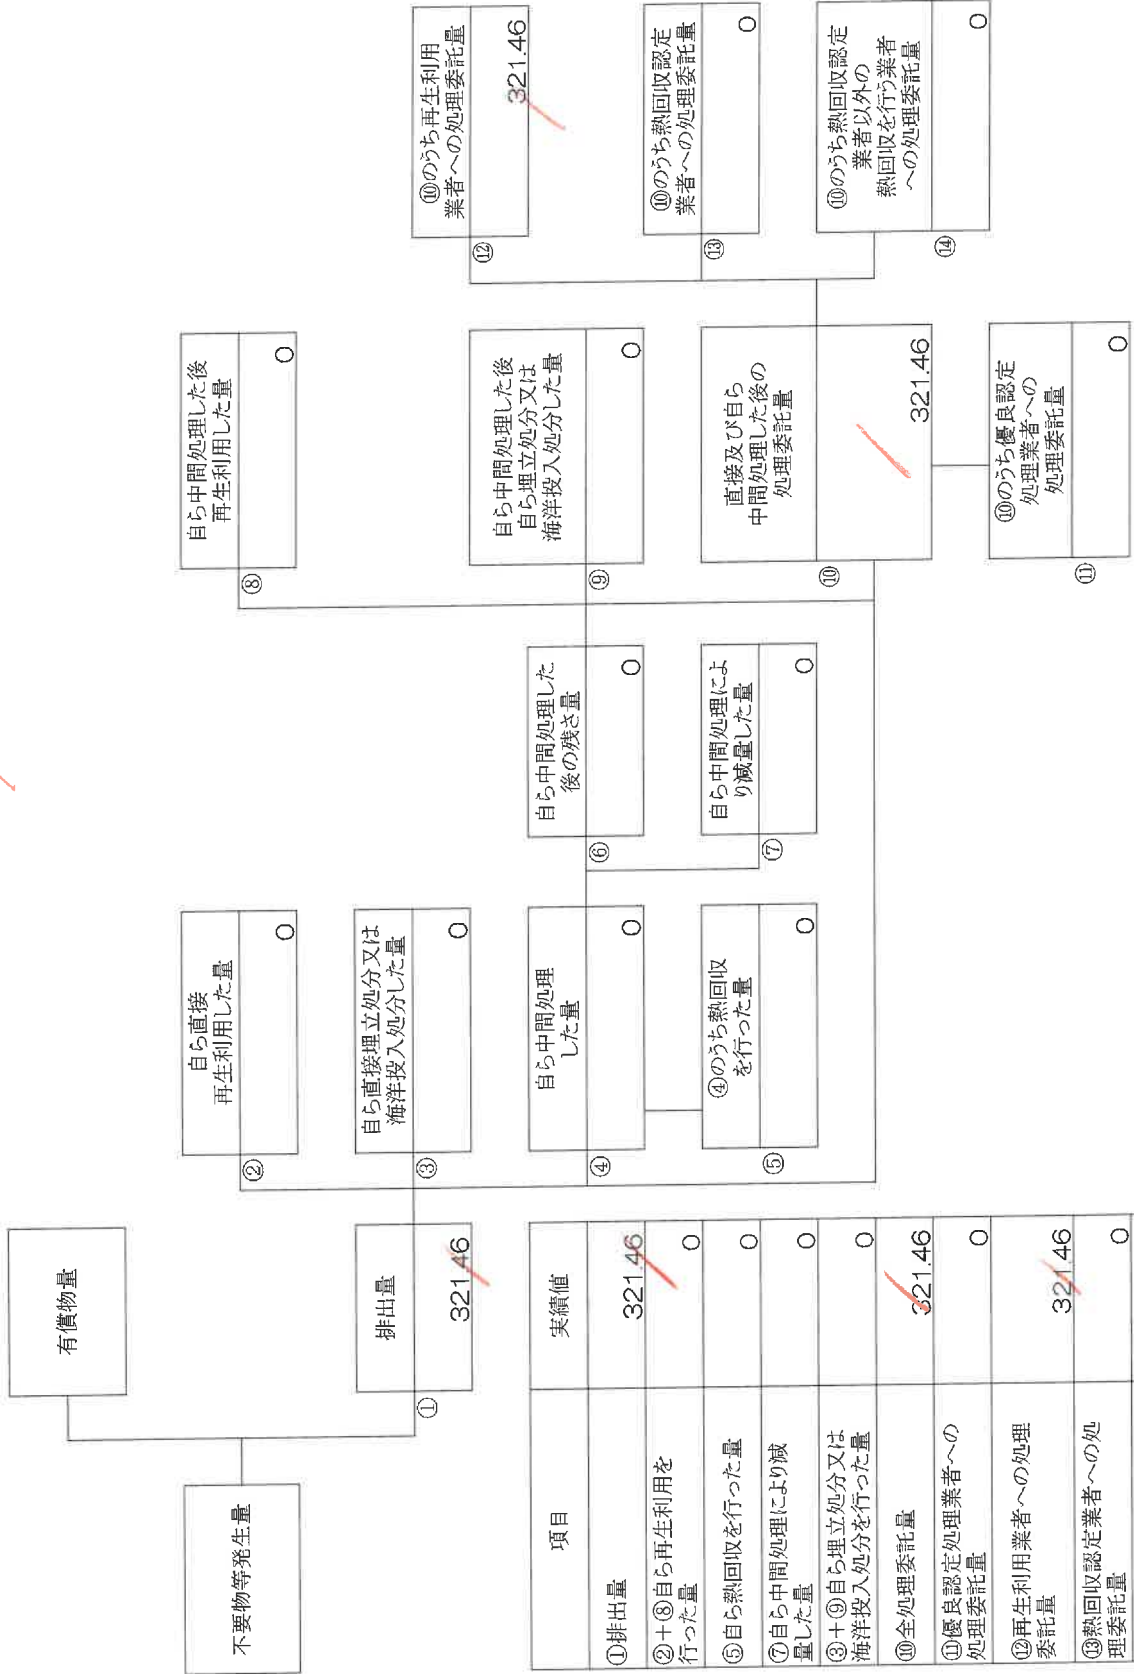 不要物等発生量
有償物量
排出量
①
321.46
自ら直接
再生利用した量
②
0
自ら直接埋立処分又は
海洋投入処分した量
③
0
自ら中間処理
した量
④
0
④のうち熱回収
を行った量
⑤
0
自ら中間処理した
後の残さ量
⑥
0
自ら中間処理によ
り減量した量
⑦
0
自ら中間処理した後
再生利用した量
⑧
0
自ら中間処理した後
自ら埋立処分又は
海洋投入処分した量
⑨
0
直接及び自ら
中間処理した後の
処理委託量
⑩
321.46
⑩のうち優良認定
処理業者への
処理委託量
⑪
0
⑩のうち再生利用
業者への処理委託量
⑫
321.46
⑩のうち熱回収認定
業者への処理委託量
⑬
0
⑩のうち熱回収認定
業者以外の
熱回収を行う業者
への処理委託量
⑭
0
項目 実績値
①排出量 321.46
②+⑧自ら再生利用を
行った量 0
⑤自ら熱回収を行った量 0
⑦自ら中間処理により減
量した量 0
③+⑨自ら埋立処分又は
海洋投入処分を行った量 0
⑩全処理委託量 321.46
⑪優良認定処理業者への
処理委託量 0
⑫再生利用業者への処理
委託量 321.46
⑬熱回収認定業者への処
理委託量 0